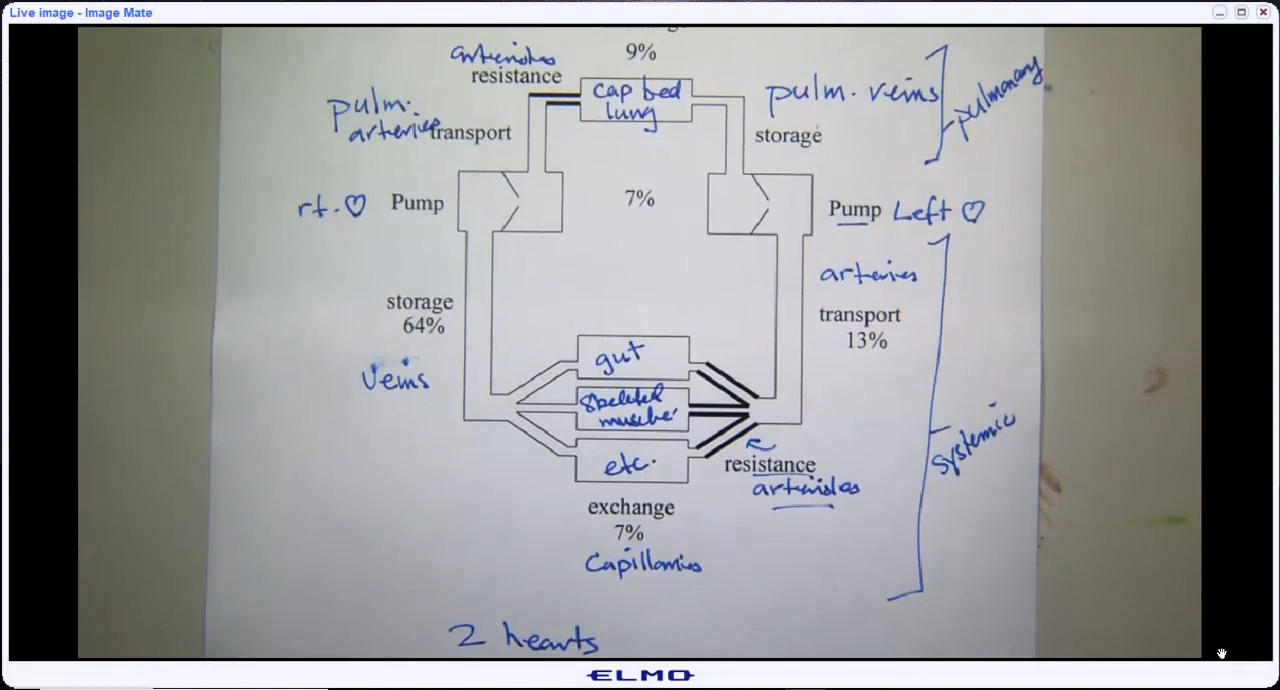 Live image - Image Mate
arterioles
9%
resistance
cap bed
lung
pulm. veins
pulmonary
pulm.
arteries
transport
storage
rt. ♡
Pump
7%
Pump
Left ♡
arteries
storage
64%
transport
13%
veins
gut
skeletal
muscle
etc.
resistance
arterioles
systemic
exchange
7%
Capillaries
2 hearts
ELMO